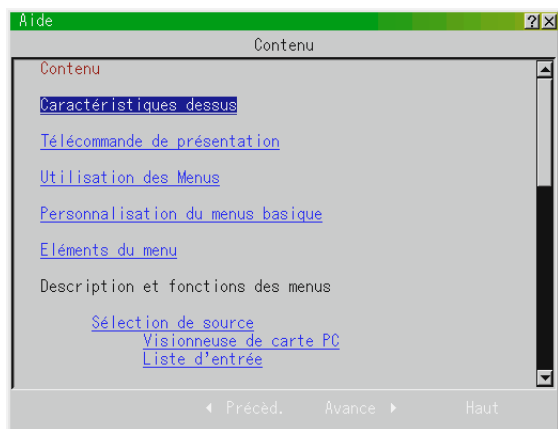 Aide
Contenu
Contenu
Caractéristiques dessus
Télécommande de présentation
Utilisation des Menus
Personnalisation du menus basique
Eléments du menu
Description et fonctions des menus
Sélection de source
Visionneuse de carte PC
Liste d'entrée
Précèd. Avance Haut